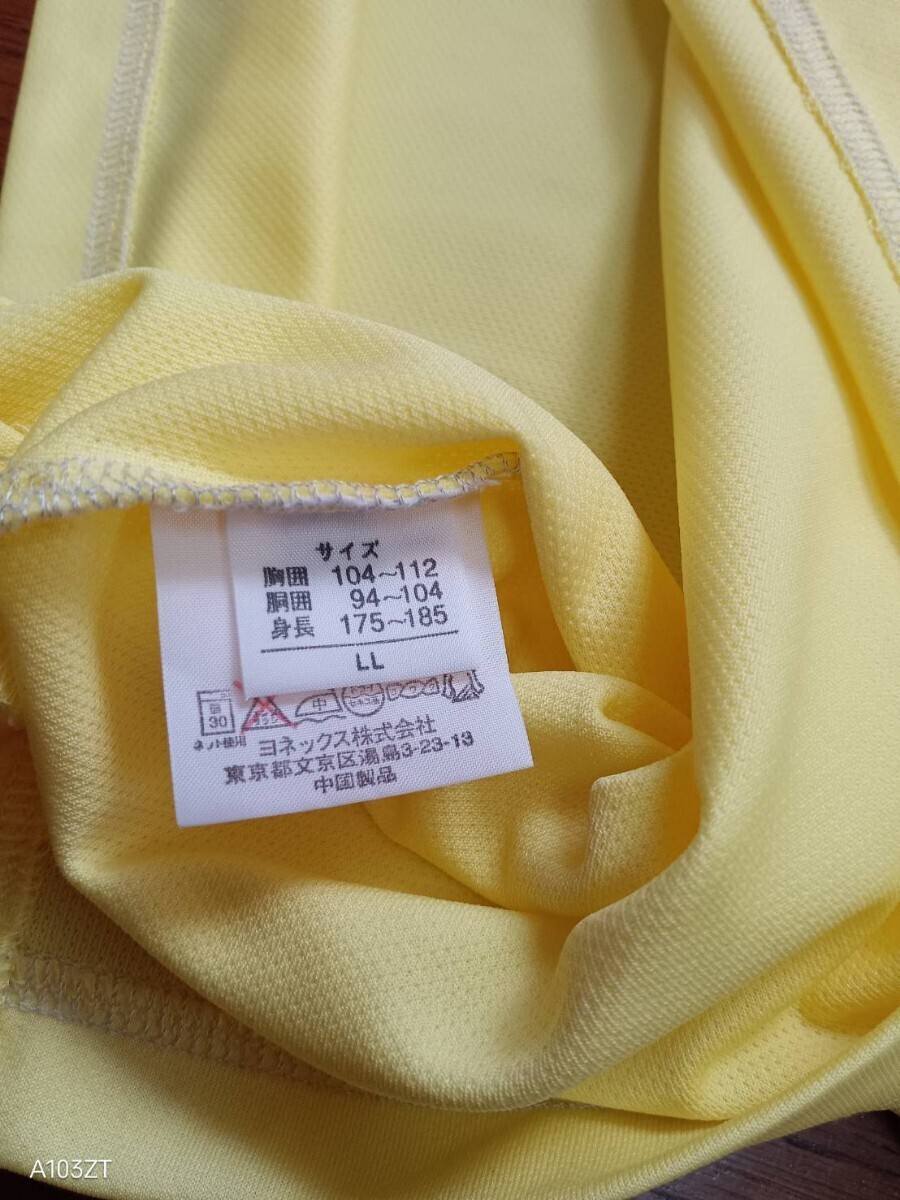 サイズ
胸囲 104～112
胴囲 94～104
身長 175～185
LL
弱
30
中
ネット使用
ヨネックス株式会社
東京都文京区湯島3-23-13
中国製品
A103ZT